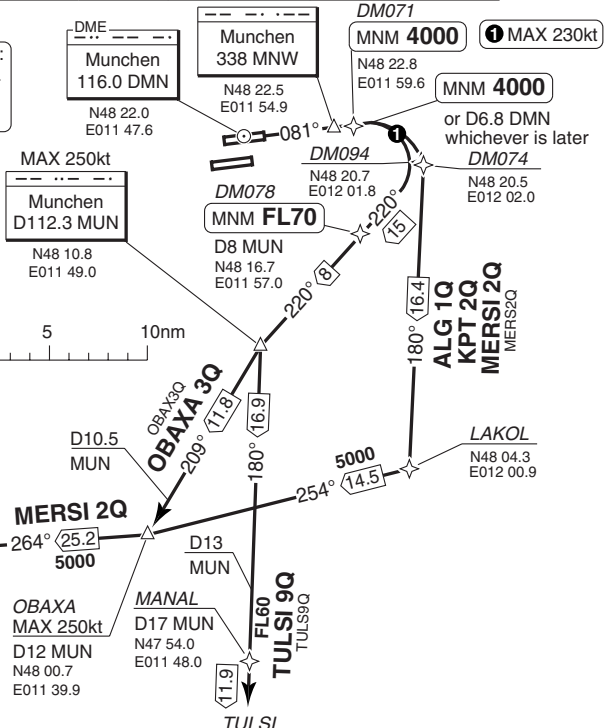 DM071
MNM 4000
❶ MAX 230kt
N48 22.8
E011 59.6
DME
Munchen
116.0 DMN
N48 22.0
E011 47.6
Munchen
338 MNW
N48 22.5
E011 54.9
MNM 4000
or D6.8 DMN
whichever is later
081°
1
DM094
N48 20.7
E012 01.8
DM074
N48 20.5
E012 02.0
MAX 250kt
Munchen
D112.3 MUN
N48 10.8
E011 49.0
DM078
MNM FL70
D8 MUN
N48 16.7
E011 57.0
220°
15
220°
8
16.4
180°
ALG 1Q
KPT 2Q
MERSI 2Q
MERS2Q
5
10nm
OBAX3Q
OBAXA 3Q
209°
11.8
16.9
180°
D10.5
MUN
LAKOL
N48 04.3
E012 00.9
5000
254°
14.5
MERSI 2Q
264°
25.2
5000
D13
MUN
OBAXA
MAX 250kt
D12 MUN
N48 00.7
E011 39.9
MANAL
D17 MUN
N47 54.0
E011 48.0
FL60
TULSI 9Q
TULS9Q
11.9
TULSI